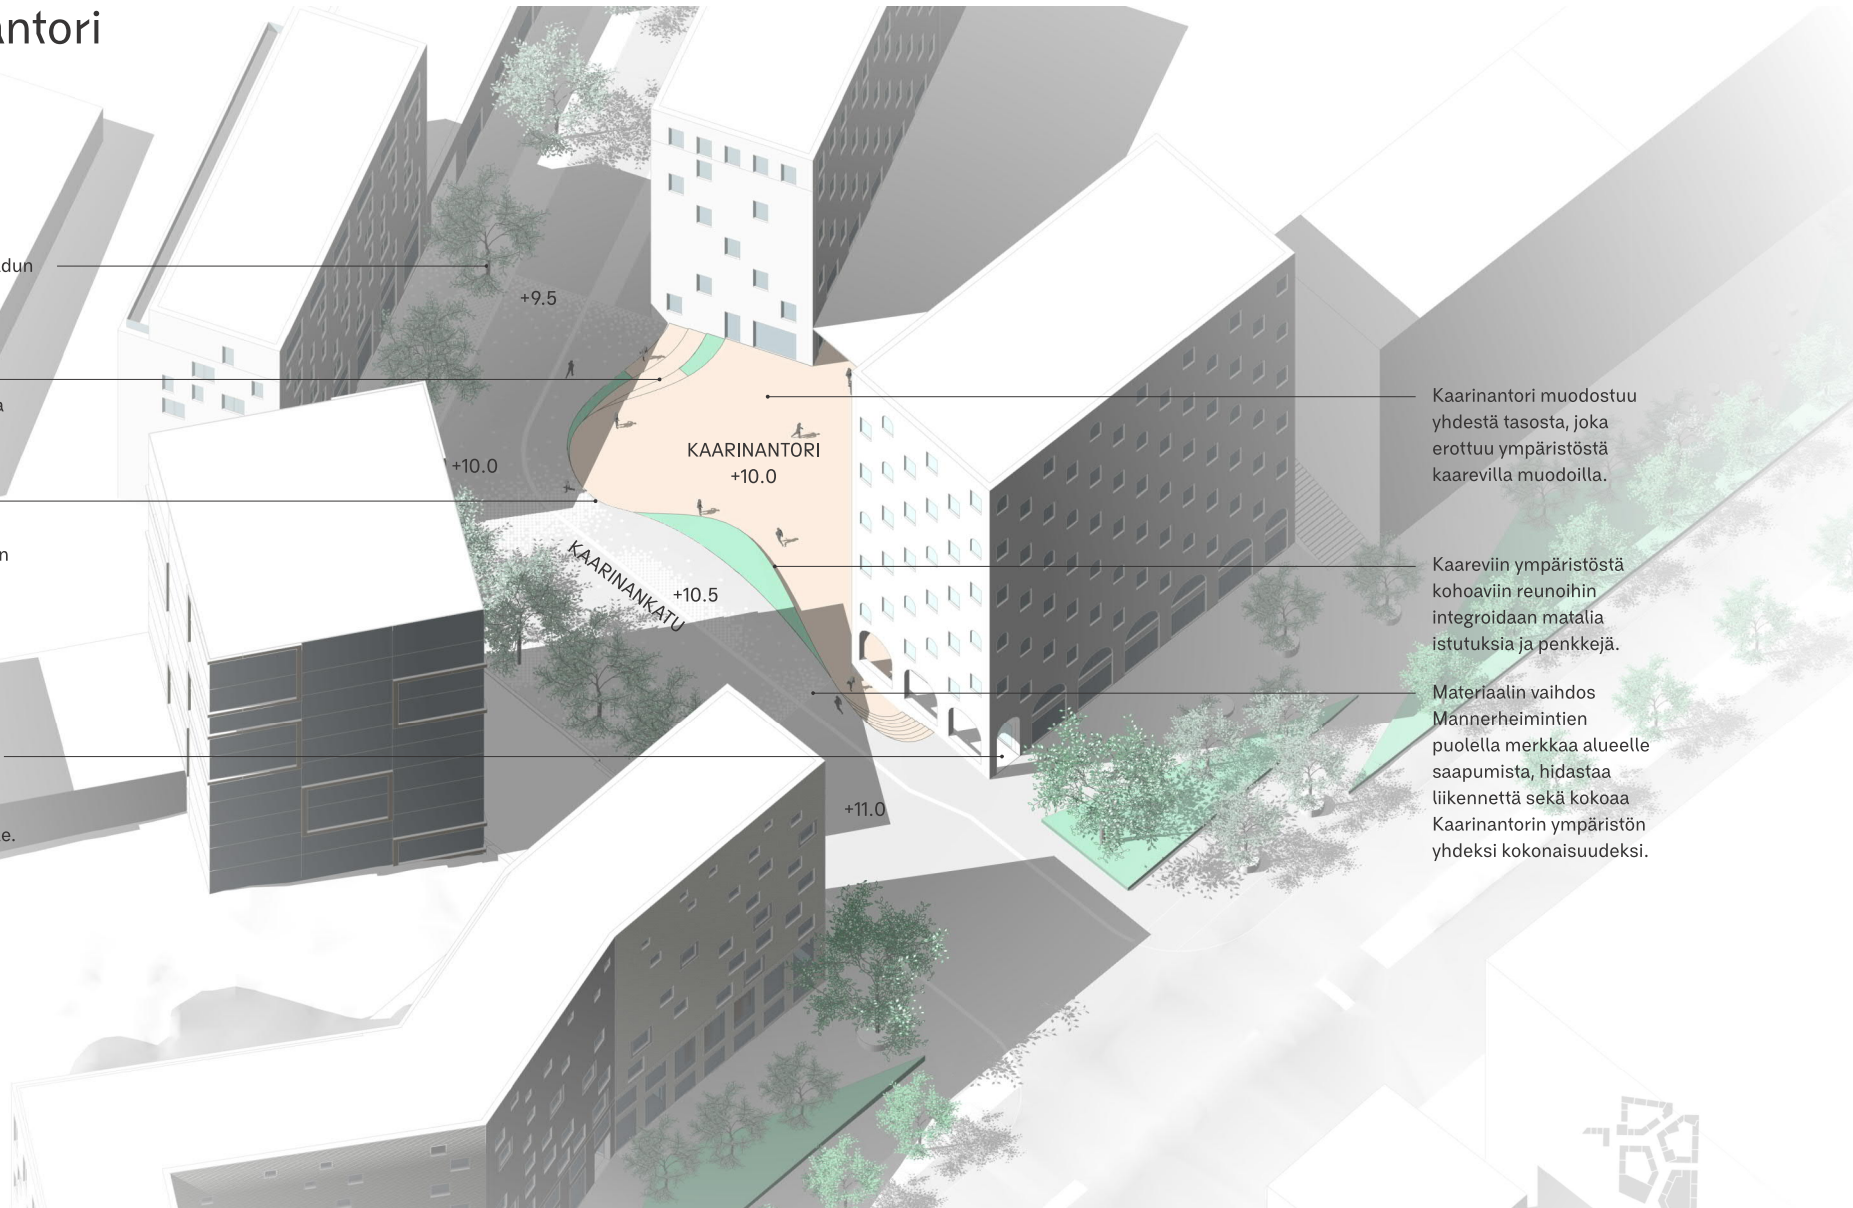 antori
dun
+9.5
a
+10.0
n
e.
KAARINANTORI
+10.0
KAARINANKATU
+10.5
+11.0
Kaarinantori muodostuu
yhdestä tasosta, joka
erottuu ympäristöstä
kaarevilla muodoilla.
Kaareviin ympäristöstä
kohoaviin reunoihin
integroidaan matalia
istutuksia ja penkkejä.
Materiaalin vaihdos
Mannerheimintien
puolella merkkaa alueelle
saapumista, hidastaa
liikennettä sekä kokoaa
Kaarinantorin ympäristön
yhdeksi kokonaisuudeksi.